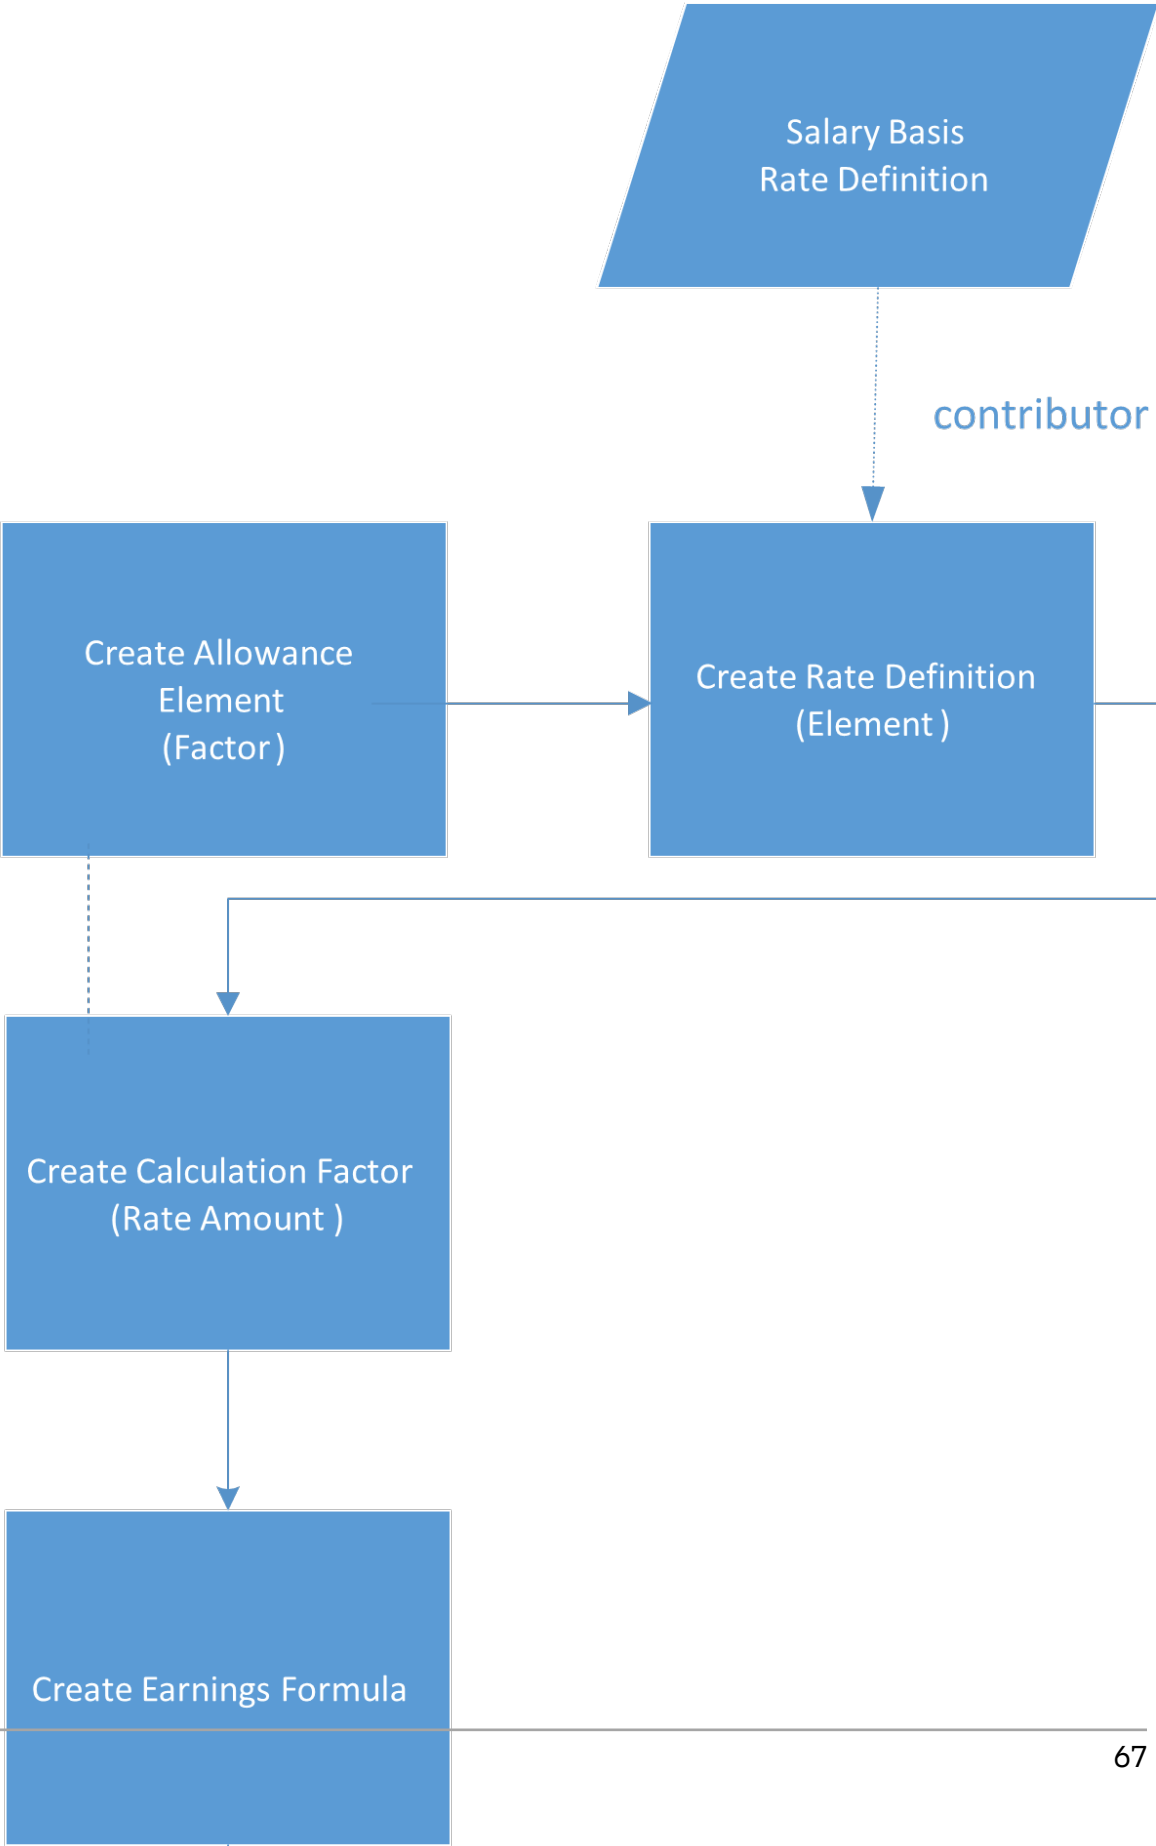 Salary Basis
Rate Definition
contributor
Create Allowance
Element
(Factor )
Create Rate Definition
(Element )
Create Calculation Factor
(Rate Amount )
Create Earnings Formula
67